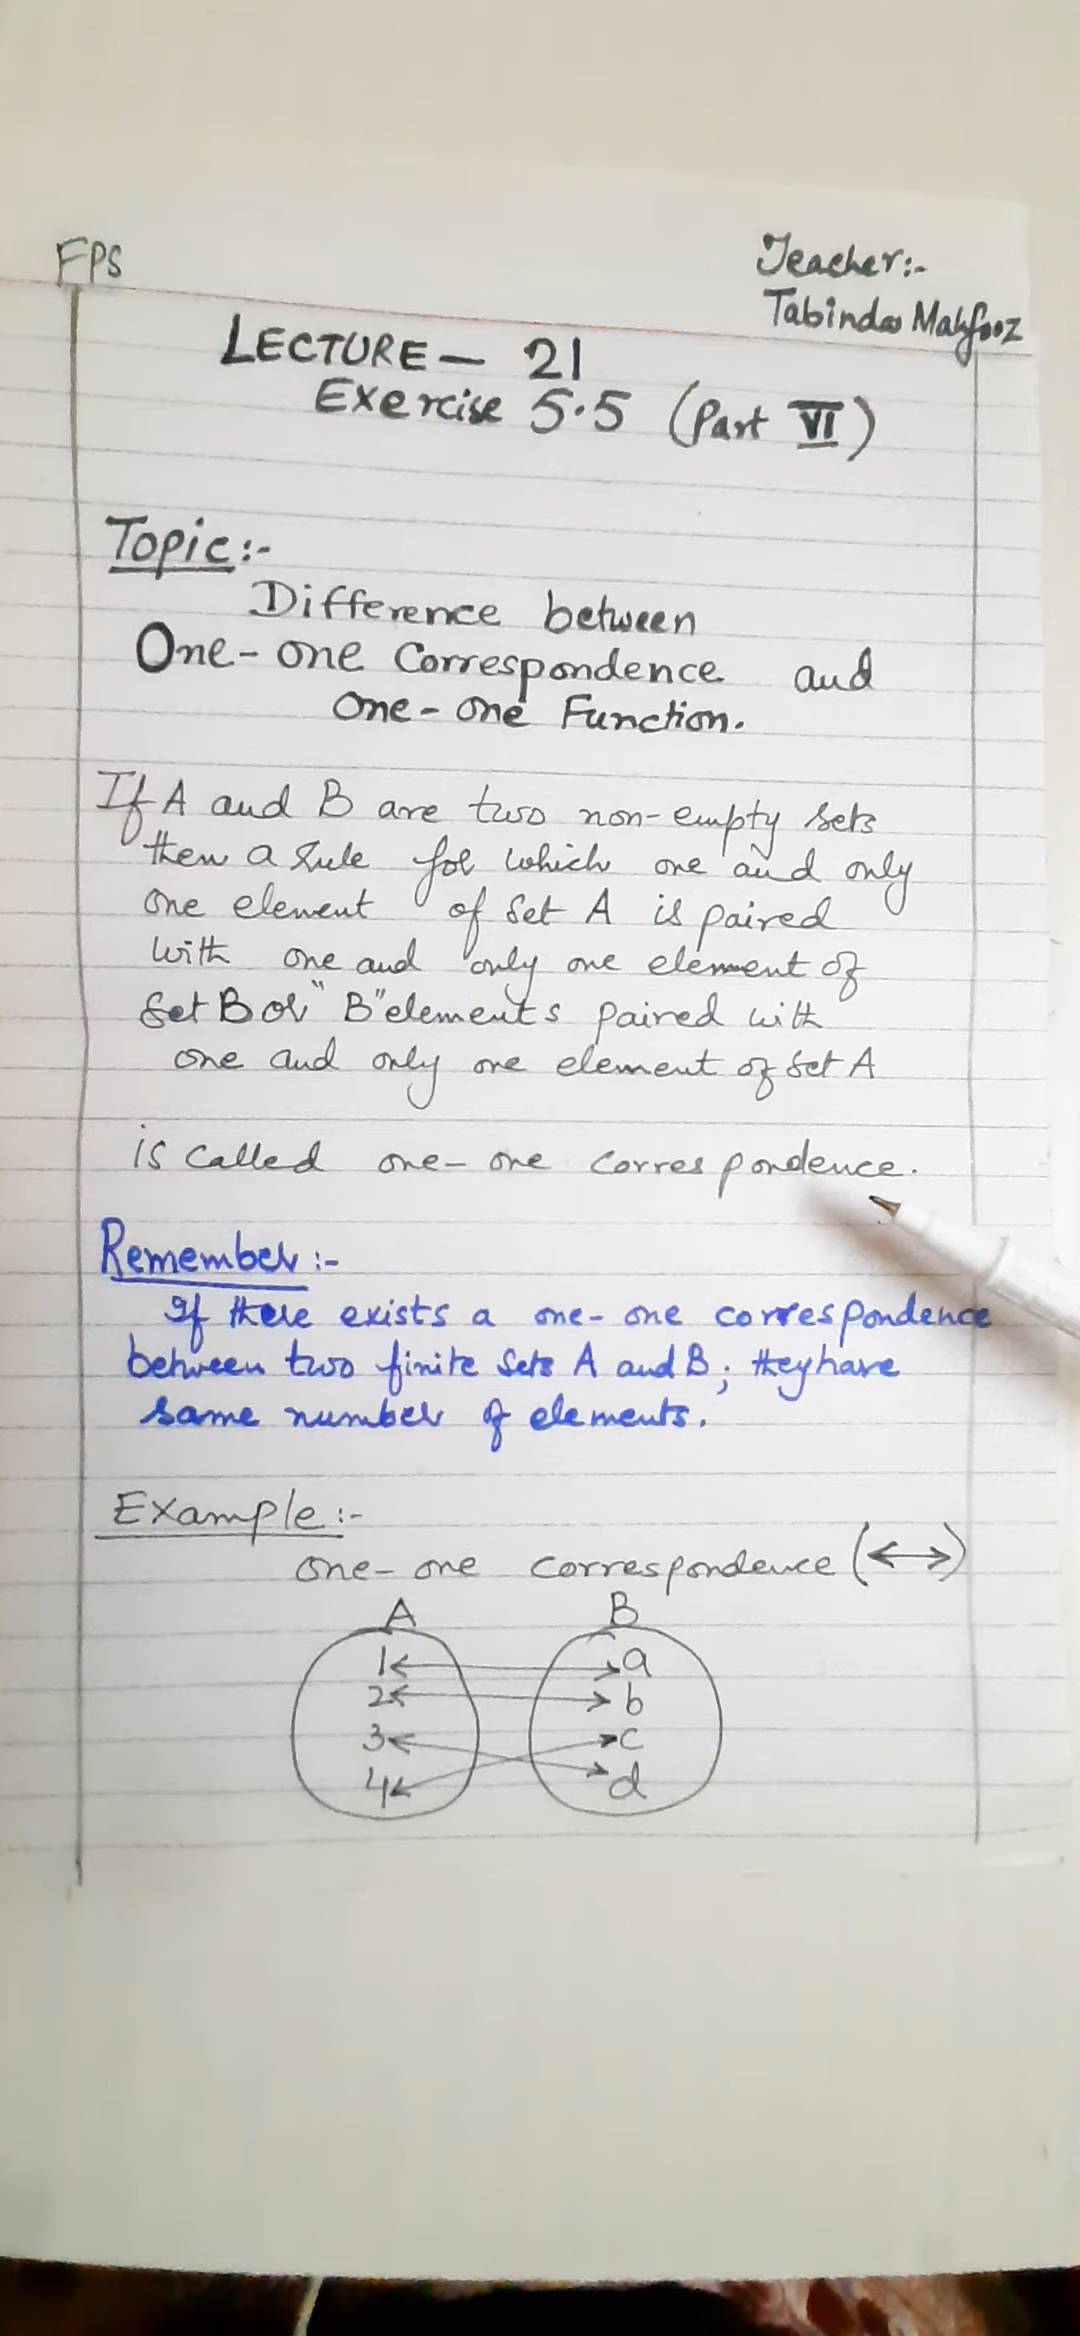 FPS
Teacher:-
Tabinda Mahfooz
LECTURE — 21
Exercise 5.5 (Part VI)
Topic:-
Difference between
One-one Correspondence and
one-one Function.
If A and B are two non-empty sets
then a rule for which one and only
one element of set A is paired
with one and only one element of
set B or "B" elements paired with
one and only one element of set A
is called one-one correspondence.
Remember:-
If there exists a one-one correspondence
between two finite sets A and B; they have
same number of elements.
Example:-
one-one correspondence (↔)
A B
1 a
2 b
3 c
4 d